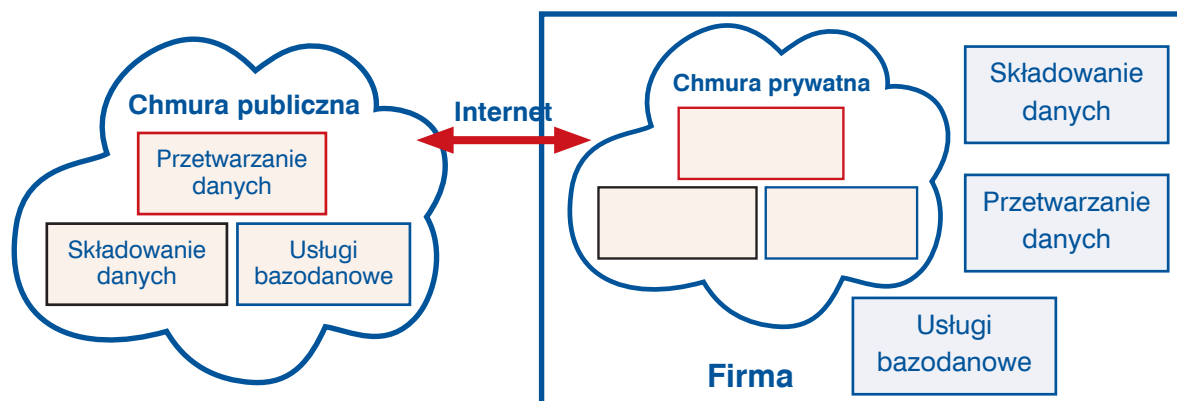 Chmura publiczna
Przetwarzanie
danych
Składowanie
danych
Usługi
bazodanowe
Internet
Chmura prywatna
Składowanie
danych
Przetwarzanie
danych
Usługi
bazodanowe
Firma